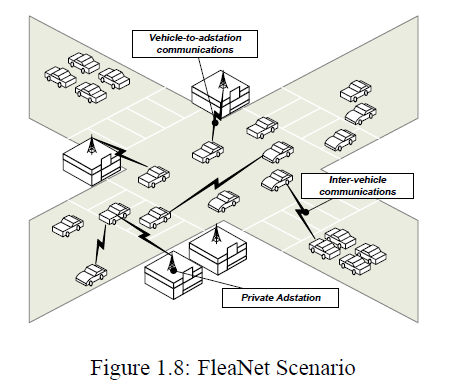 Vehicle-to-adstation
communications
Inter-vehicle
communications
Private Adstation
Figure 1.8: FleaNet Scenario